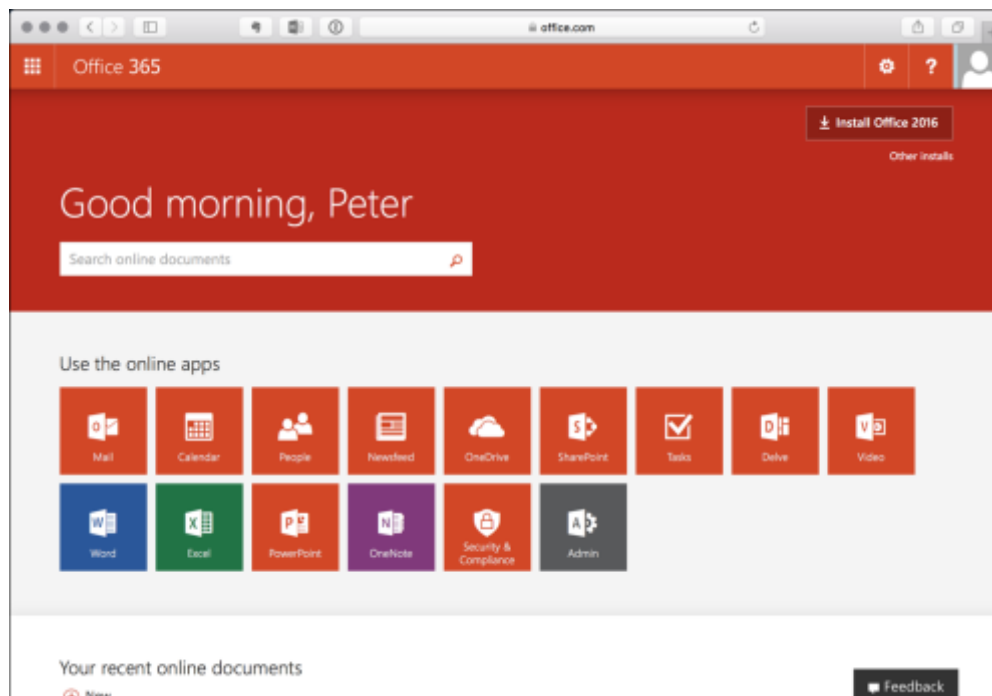 office.com
Office 365
?
Install Office 2016
Other installs
Good morning, Peter
Search online documents
Use the online apps
Mail
Calendar
People
Newsfeed
OneDrive
SharePoint
Tasks
Delve
Video
Word
Excel
PowerPoint
OneNote
Security &
Compliance
Admin
Your recent online documents
New
Feedback